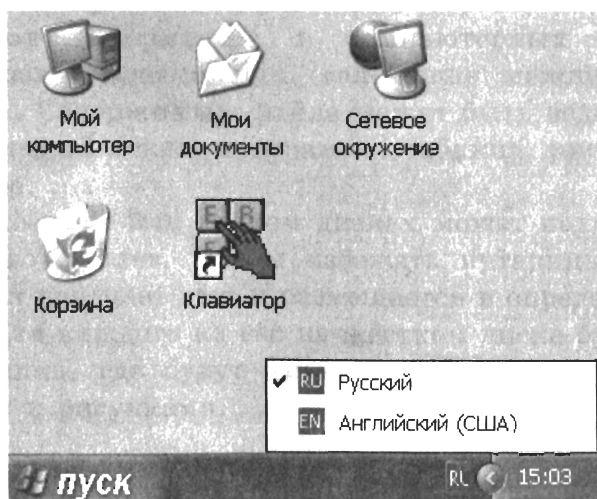 Мой
компьютер
Мои
документы
Сетевое
окружение
Корзина
Клавиатор
RU Русский
EN Английский (США)
пуск
RU
15:03